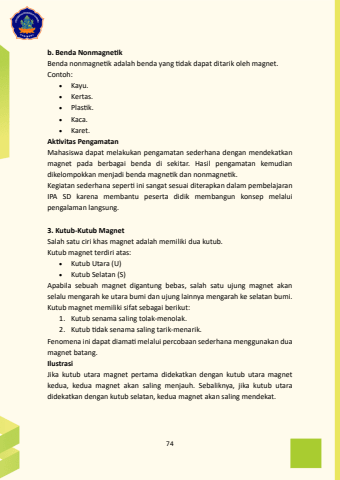 b. Benda Nonmagnetik
Benda nonmagnetik adalah benda yang tidak dapat ditarik oleh magnet.
Contoh:
• Kayu.
• Kertas.
• Plastik.
• Kaca.
• Karet.
Aktivitas Pengamatan
Mahasiswa dapat melakukan pengamatan sederhana dengan mendekatkan
magnet pada berbagai benda di sekitar. Hasil pengamatan kemudian
dikelompokkan menjadi benda magnetik dan nonmagnetik.
Kegiatan sederhana seperti ini sangat sesuai diterapkan dalam pembelajaran
IPA SD karena membantu peserta didik membangun konsep melalui
pengalaman langsung.
3. Kutub-Kutub Magnet
Salah satu ciri khas magnet adalah memiliki dua kutub.
Kutub magnet terdiri atas:
• Kutub Utara (U)
• Kutub Selatan (S)
Apabila sebuah magnet digantung bebas, salah satu ujung magnet akan
selalu mengarah ke utara bumi dan ujung lainnya mengarah ke selatan bumi.
Kutub magnet memiliki sifat sebagai berikut:
1. Kutub senama saling tolak-menolak.
2. Kutub tidak senama saling tarik-menarik.
Fenomena ini dapat diamati melalui percobaan sederhana menggunakan dua
magnet batang.
Ilustrasi
Jika kutub utara magnet pertama didekatkan dengan kutub utara magnet
kedua, kedua magnet akan saling menjauh. Sebaliknya, jika kutub utara
didekatkan dengan kutub selatan, kedua magnet akan saling mendekat.
74